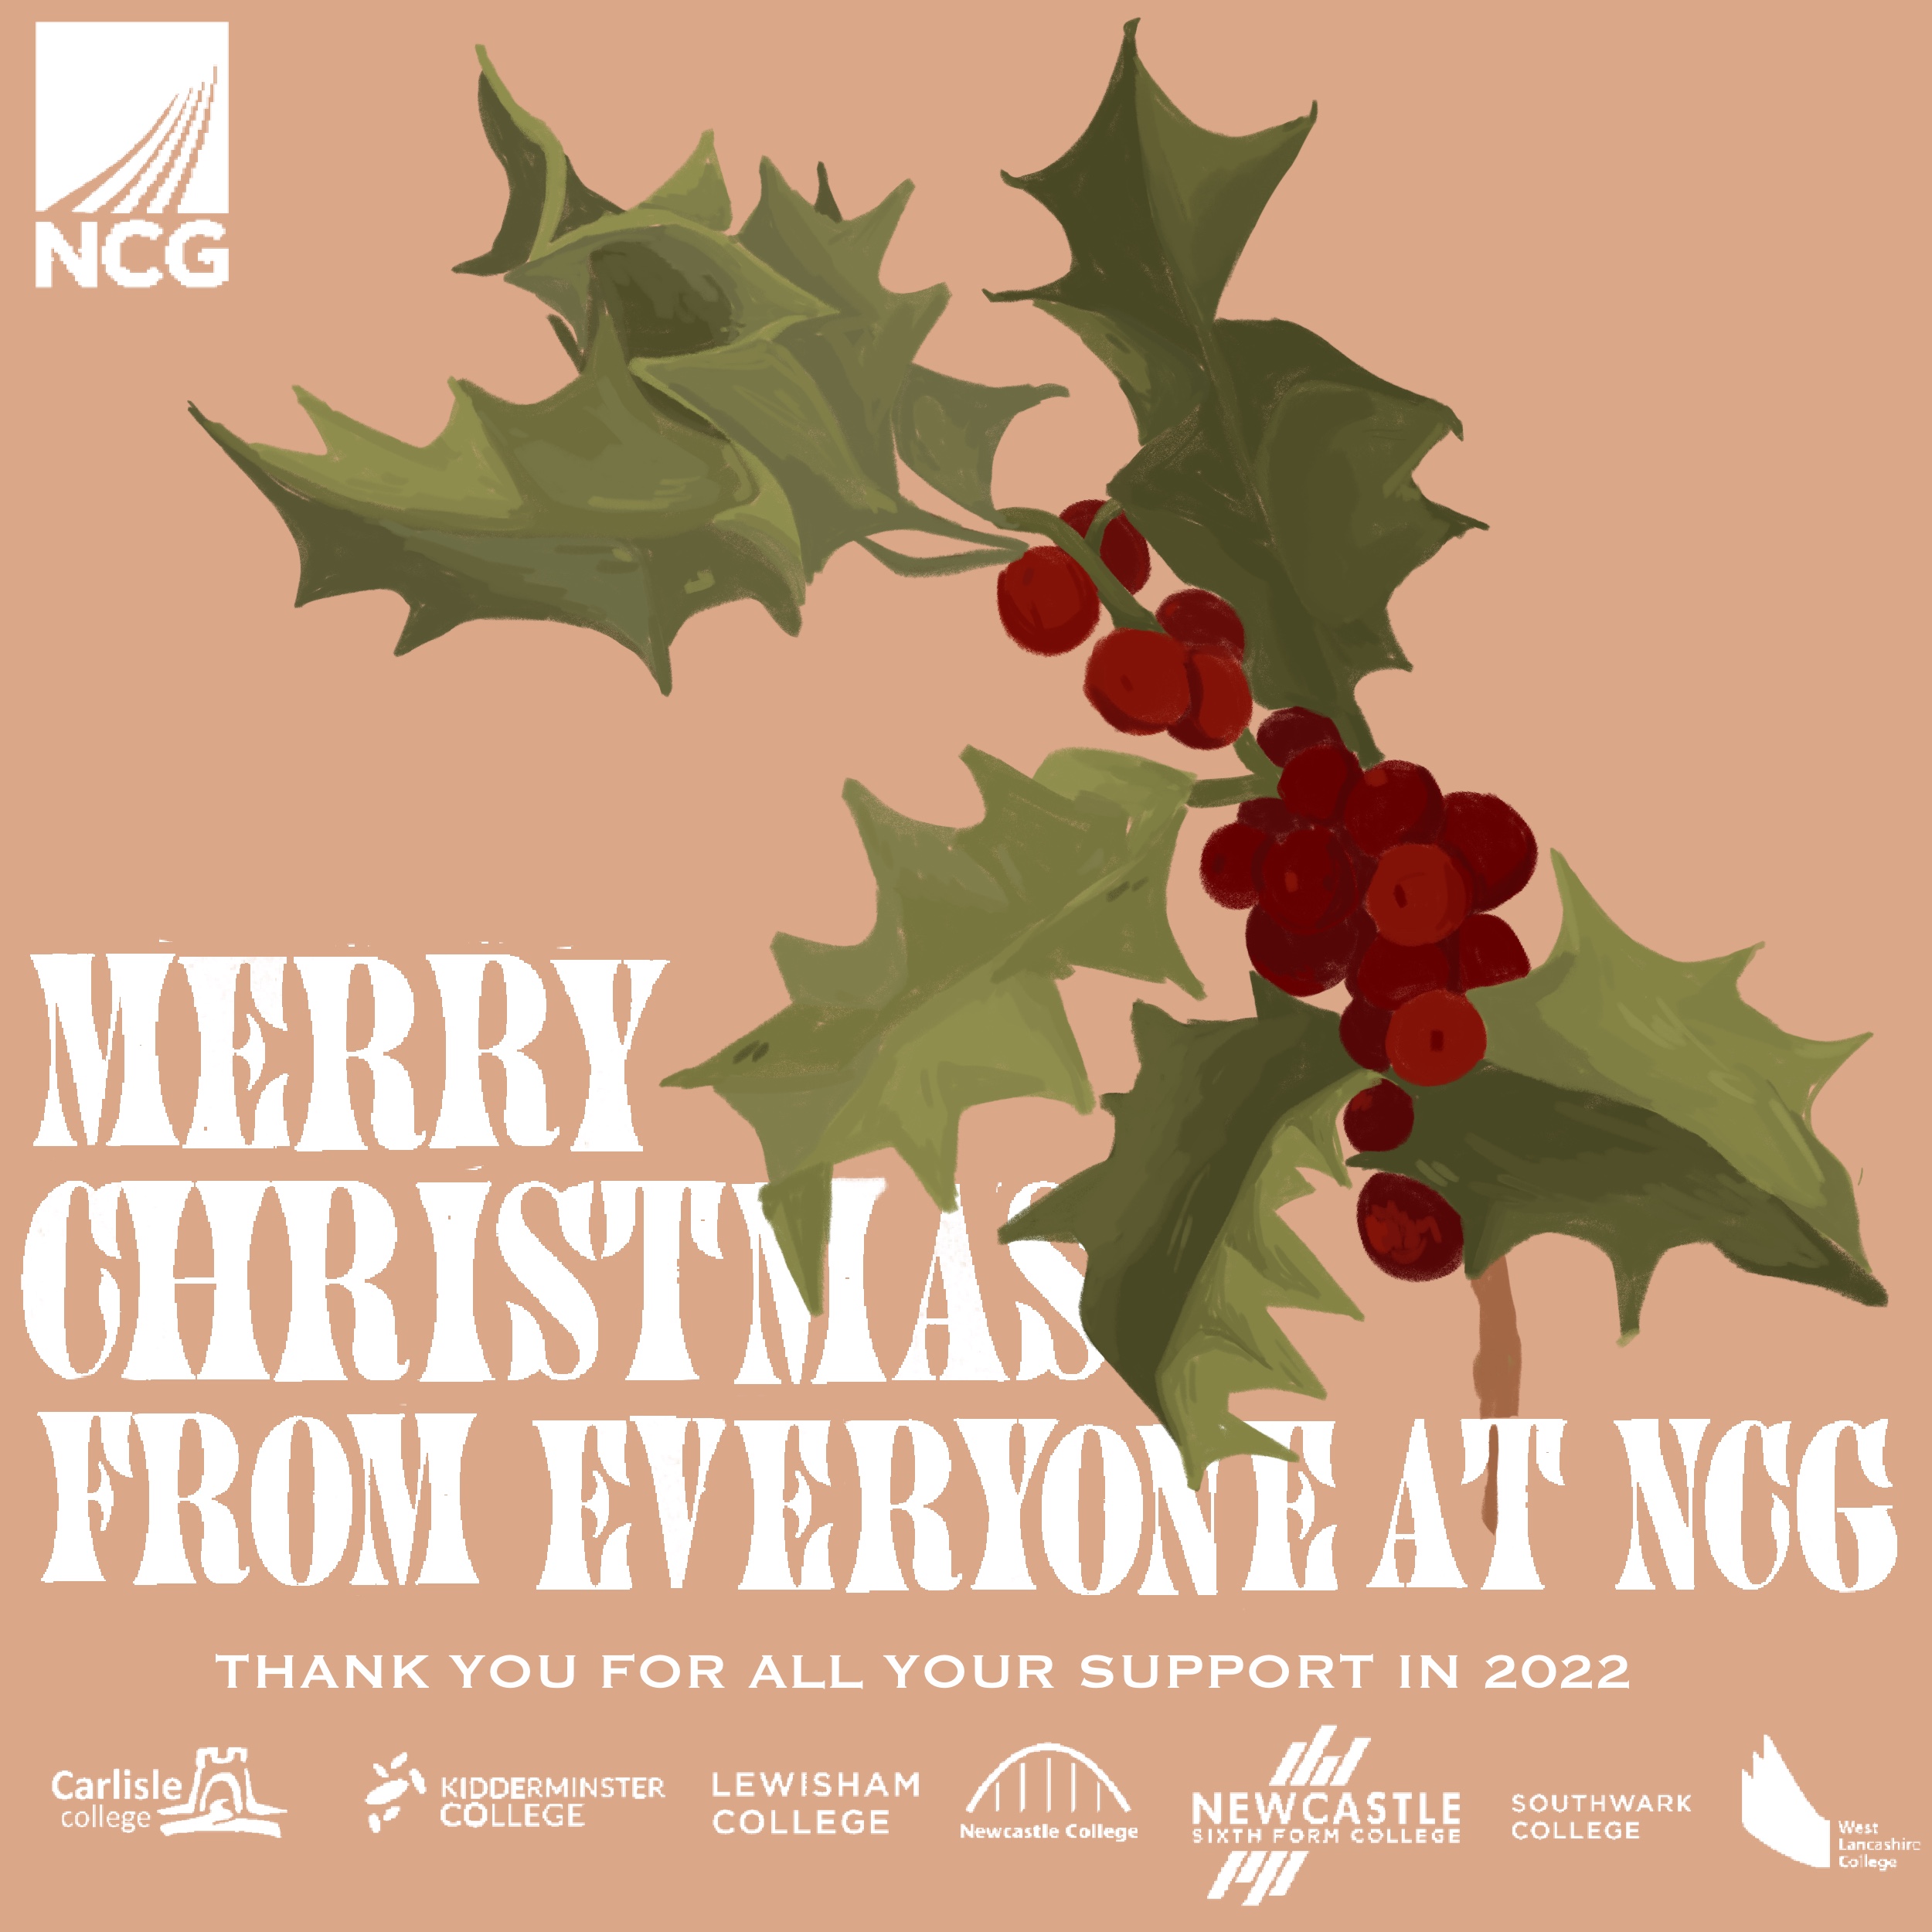 NCG
MERRY
CHRISTMAS
FROM EVERYONE AT NCG
THANK YOU FOR ALL YOUR SUPPORT IN 2022
Carlisle
college
KIDDERMINSTER
COLLEGE
LEWISHAM
COLLEGE
Newcastle College
NEWCASTLE
SIXTH FORM COLLEGE
SOUTHWARK
COLLEGE
West
Lancashire
College